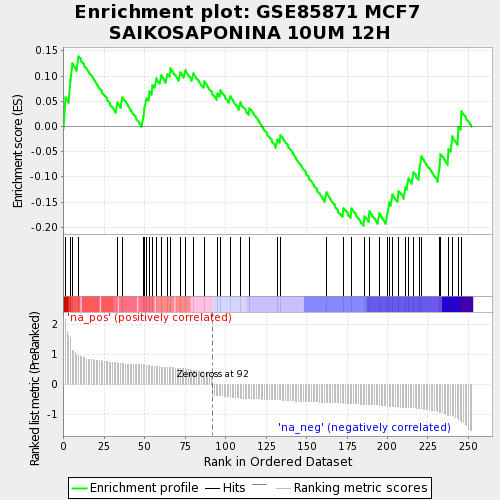 Enrichment plot: GSE85871 MCF7
SAIKOSAPONINA 10UM 12H
Enrichment score (ES)
0.15
0.10
0.05
0.00
-0.05
-0.10
-0.15
-0.20
'na_pos' (positively correlated)
Ranked list metric (PreRanked)
2
1
0
-1
Zero cross at 92
'na_neg' (negatively correlated)
0
25
50
75
100
125
150
175
200
225
250
Rank in Ordered Dataset
Enrichment profile
Hits
Ranking metric scores